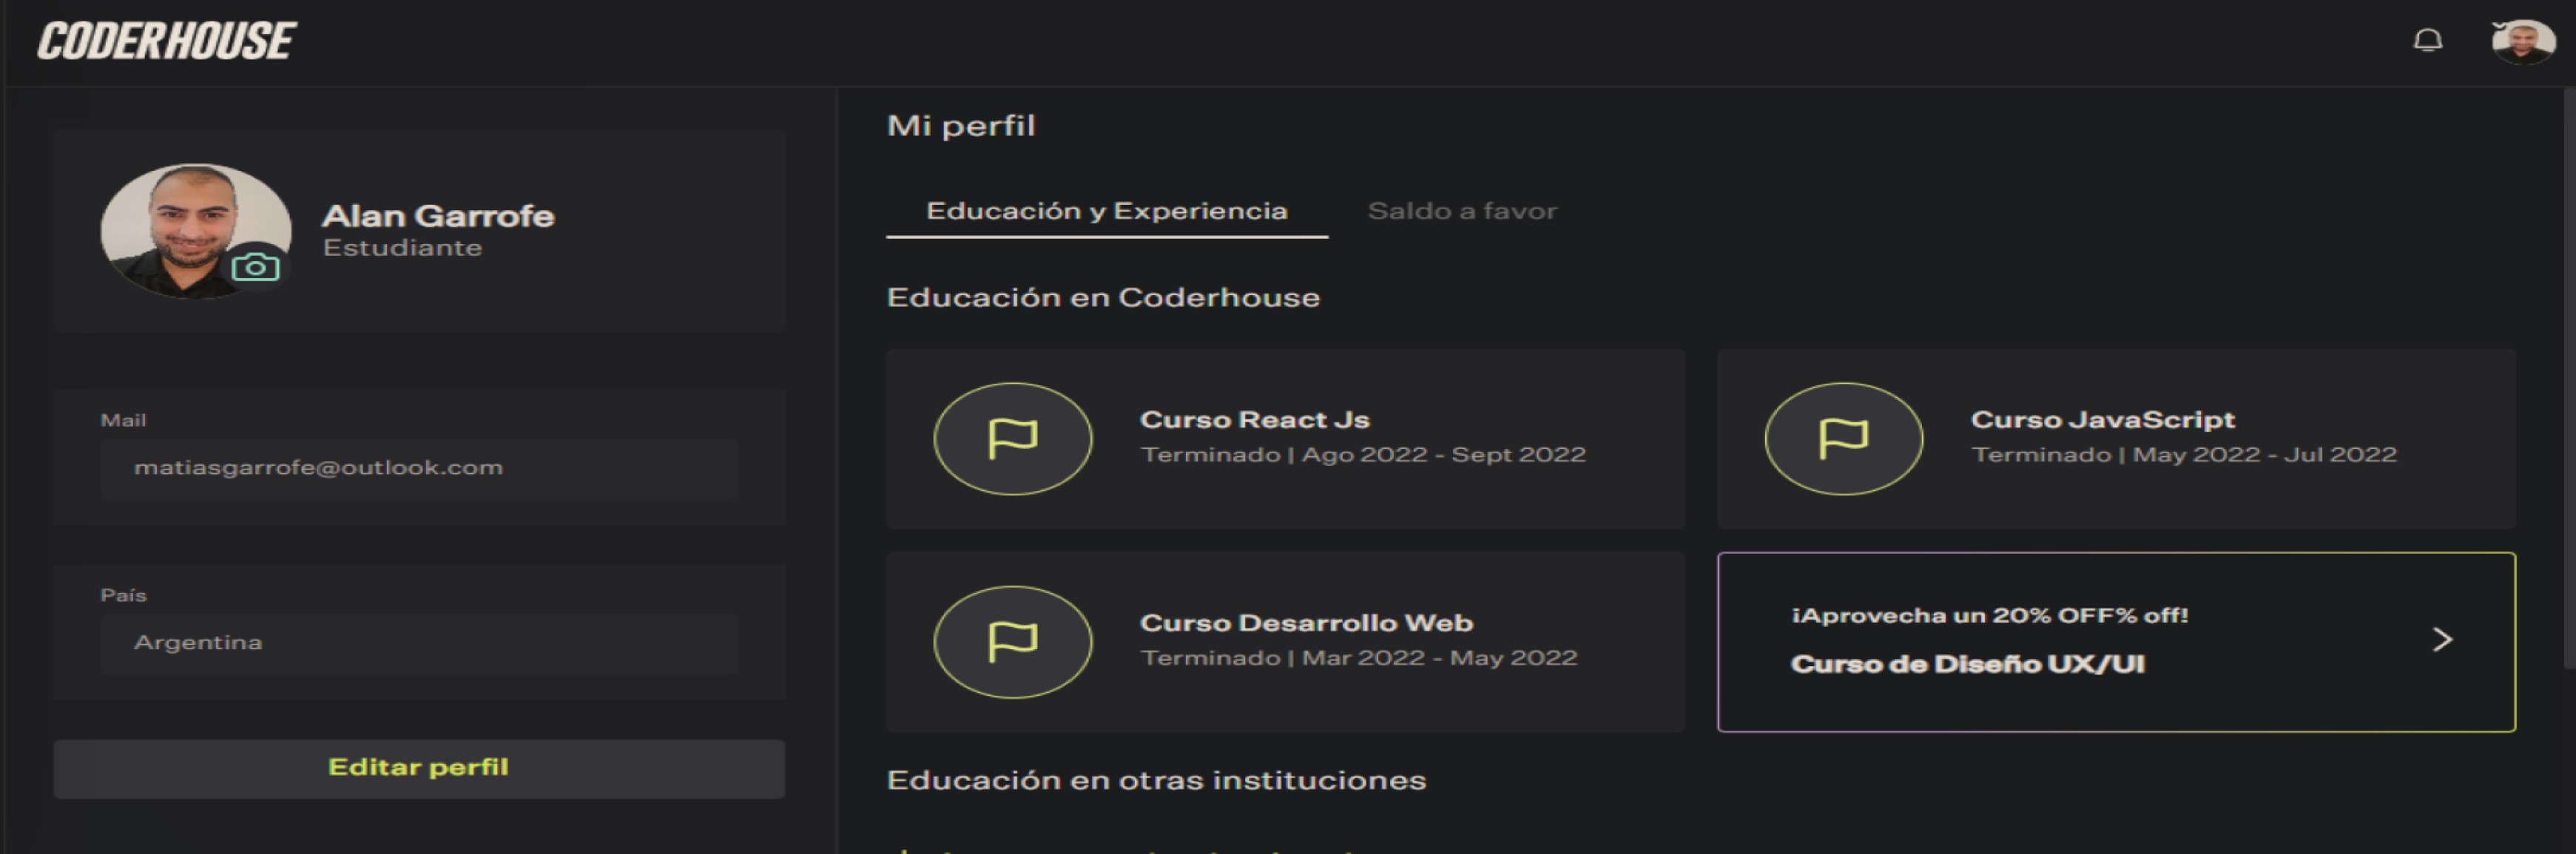 CODERHOUSE
Alan Garrofe
Estudiante
Mail
matiasgarrofe@outlook.com
País
Argentina
Editar perfil
Mi perfil
Educación y Experiencia
Saldo a favor
Educación en Coderhouse
Curso React Js
Terminado | Ago 2022 - Sept 2022
Curso JavaScript
Terminado | May 2022 - Jul 2022
Curso Desarrollo Web
Terminado | Mar 2022 - May 2022
¡Aprovecha un 20% OFF% off!
Curso de Diseño UX/UI
Educación en otras instituciones